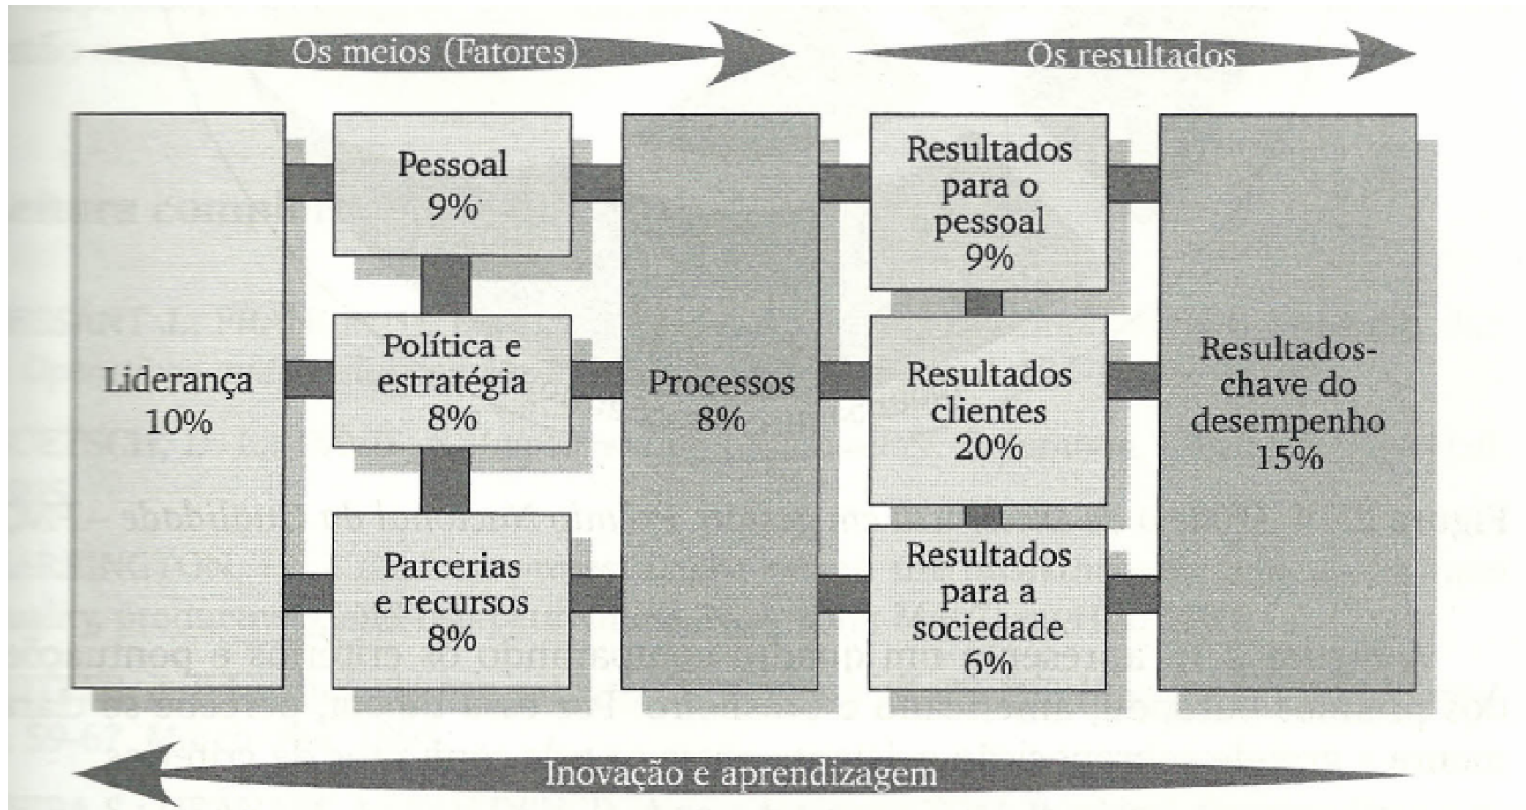 Os meios (Fatores)
Os resultados
Liderança
10%
Pessoal
9%
Política e
estratégia
8%
Parcerias
e recursos
8%
Processos
8%
Resultados
para o
pessoal
9%
Resultados
clientes
20%
Resultados
para a
sociedade
6%
Resultados-
chave do
desempenho
15%
Inovação e aprendizagem